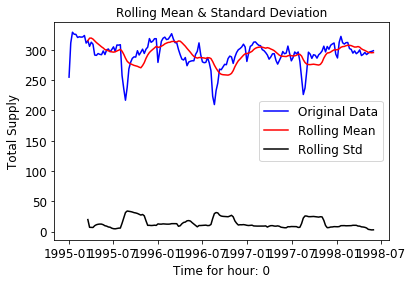 Rolling Mean & Standard Deviation
300
250
200
150
100
50
0
Total Supply
Original Data
Rolling Mean
Rolling Std
1995-01 1995-07 1996-01 1996-07 1997-01 1997-07 1998-01 1998-07
Time for hour: 0